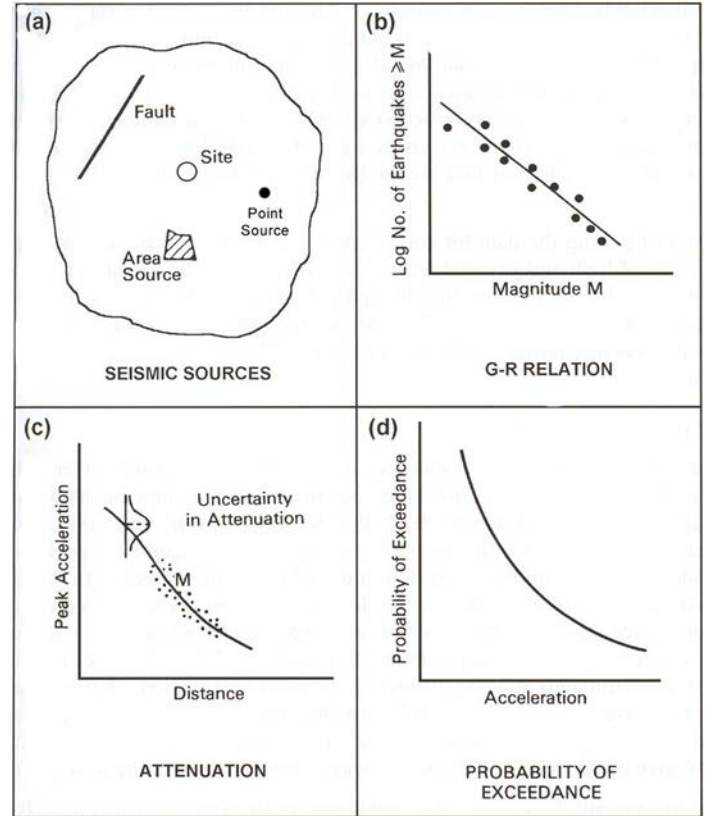 (a)
Fault
Site
Point
Source
Area
Source
SEISMIC SOURCES
(b)
Log No. of Earthquakes ⩾M
Magnitude M
G-R RELATION
(c)
Peak Acceleration
Uncertainty
in Attenuation
M
Distance
ATTENUATION
(d)
Probability of Exceedance
Acceleration
PROBABILITY OF
EXCEEDANCE